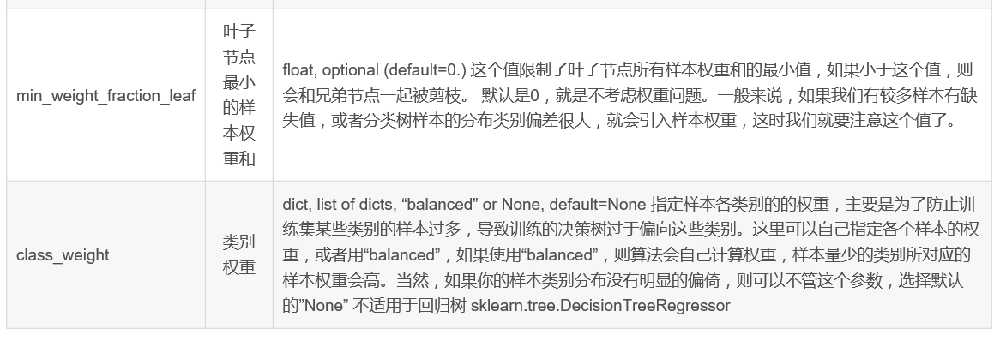 min_weight_fraction_leaf
叶子
节点
最小
的样
本权
重和
float, optional (default=0.) 这个值限制了叶子节点所有样本权重和的最小值，如果小于这个值，则
会和兄弟节点一起被剪枝。 默认是0，就是不考虑权重问题。一般来说，如果我们有较多样本有缺
失值，或者分类树样本的分布类别偏差很大，就会引入样本权重，这时我们就要注意这个值了。
class_weight
类别
权重
dict, list of dicts, “balanced” or None, default=None 指定样本各类别的的权重，主要是为了防止训
练集某些类别的样本过多，导致训练的决策树过于偏向这些类别。这里可以自己指定各个样本的权
重，或者用“balanced”，如果使用“balanced”，则算法会自己计算权重，样本量少的类别所对应的
样本权重会高。当然，如果你的样本类别分布没有明显的偏倚，则可以不管这个参数，选择默认
的”None” 不适用于回归树 sklearn.tree.DecisionTreeRegressor